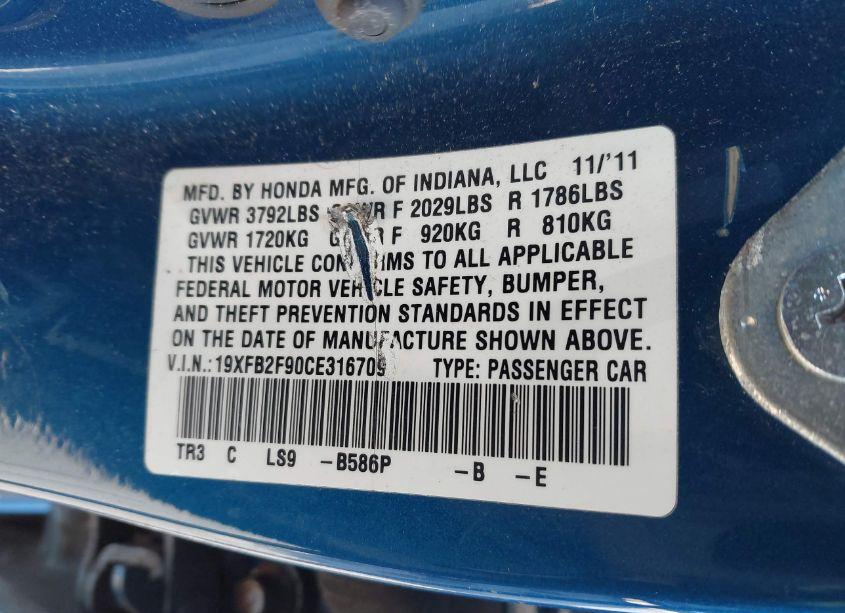 MFD. BY HONDA MFG. OF INDIANA, LLC 11/'11
GVWR 3792LBS F 2029LBS R 1786LBS
GVWR 1720KG F 920KG R 810KG
THIS VEHICLE CONFORMS TO ALL APPLICABLE
FEDERAL MOTOR VEHICLE SAFETY, BUMPER,
AND THEFT PREVENTION STANDARDS IN EFFECT
ON THE DATE OF MANUFACTURE SHOWN ABOVE.
V.I.N.: 19XFB2F90CE316709 TYPE: PASSENGER CAR
TR3 C LS9 -B586P -B -E